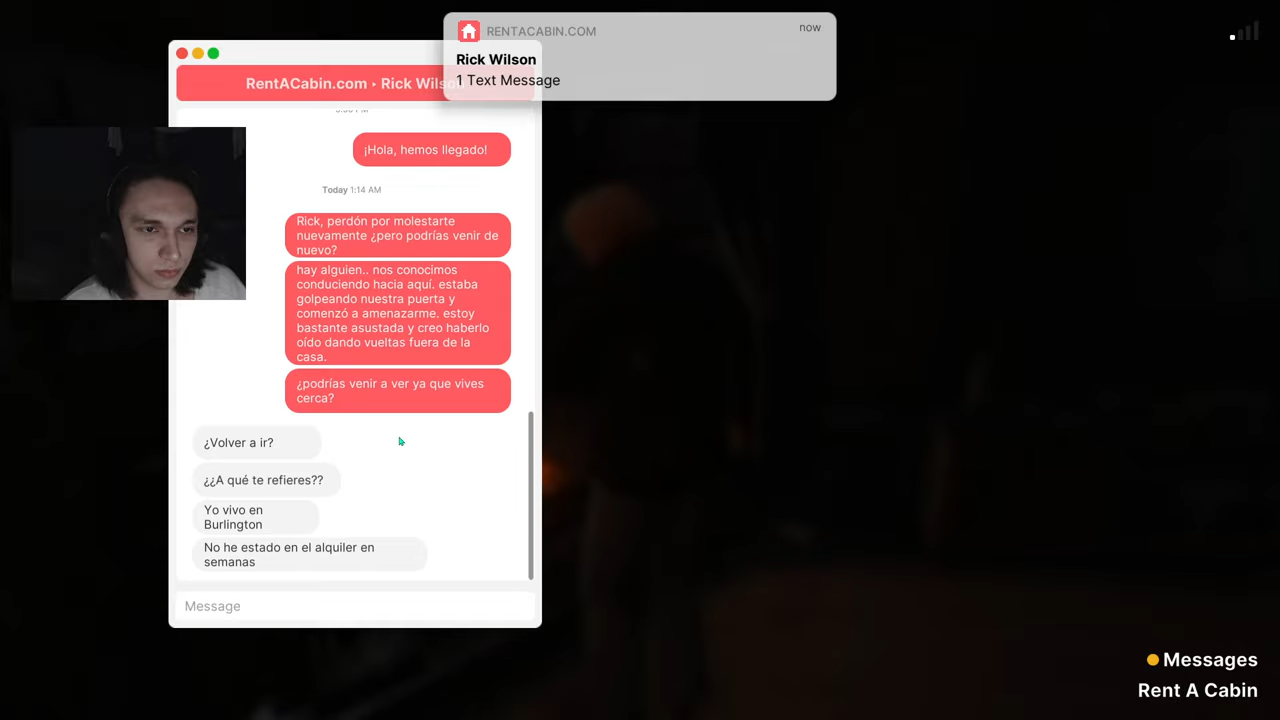 RENTACABIN.COM
now
Rick Wilson
1 Text Message
RentACabin.com ‣ Rick Wilson
¡Hola, hemos llegado!
Today 1:14 AM
Rick, perdón por molestarte
nuevamente ¿pero podrías venir de
nuevo?
hay alguien.. nos conocimos
conduciendo hacia aquí. estaba
golpeando nuestra puerta y
comenzó a amenazarme. estoy
bastante asustada y creo haberlo
oído dando vueltas fuera de la
casa.
¿podrías venir a ver ya que vives
cerca?
¿Volver a ir?
¿¿A qué te refieres??
Yo vivo en
Burlington
No he estado en el alquiler en
semanas
Message
Messages
Rent A Cabin